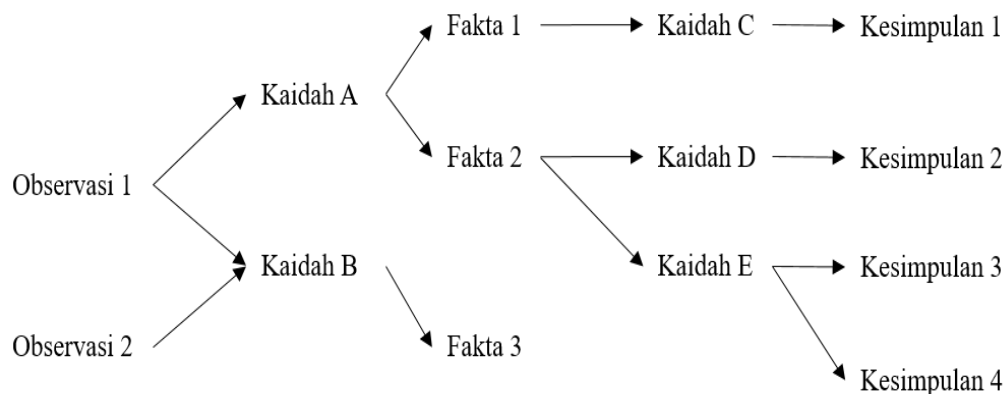 Fakta 1 Kaidah C Kesimpulan 1
Kaidah A
Fakta 2 Kaidah D Kesimpulan 2
Observasi 1
Kaidah B Kaidah E Kesimpulan 3
Observasi 2 Fakta 3
Kesimpulan 4